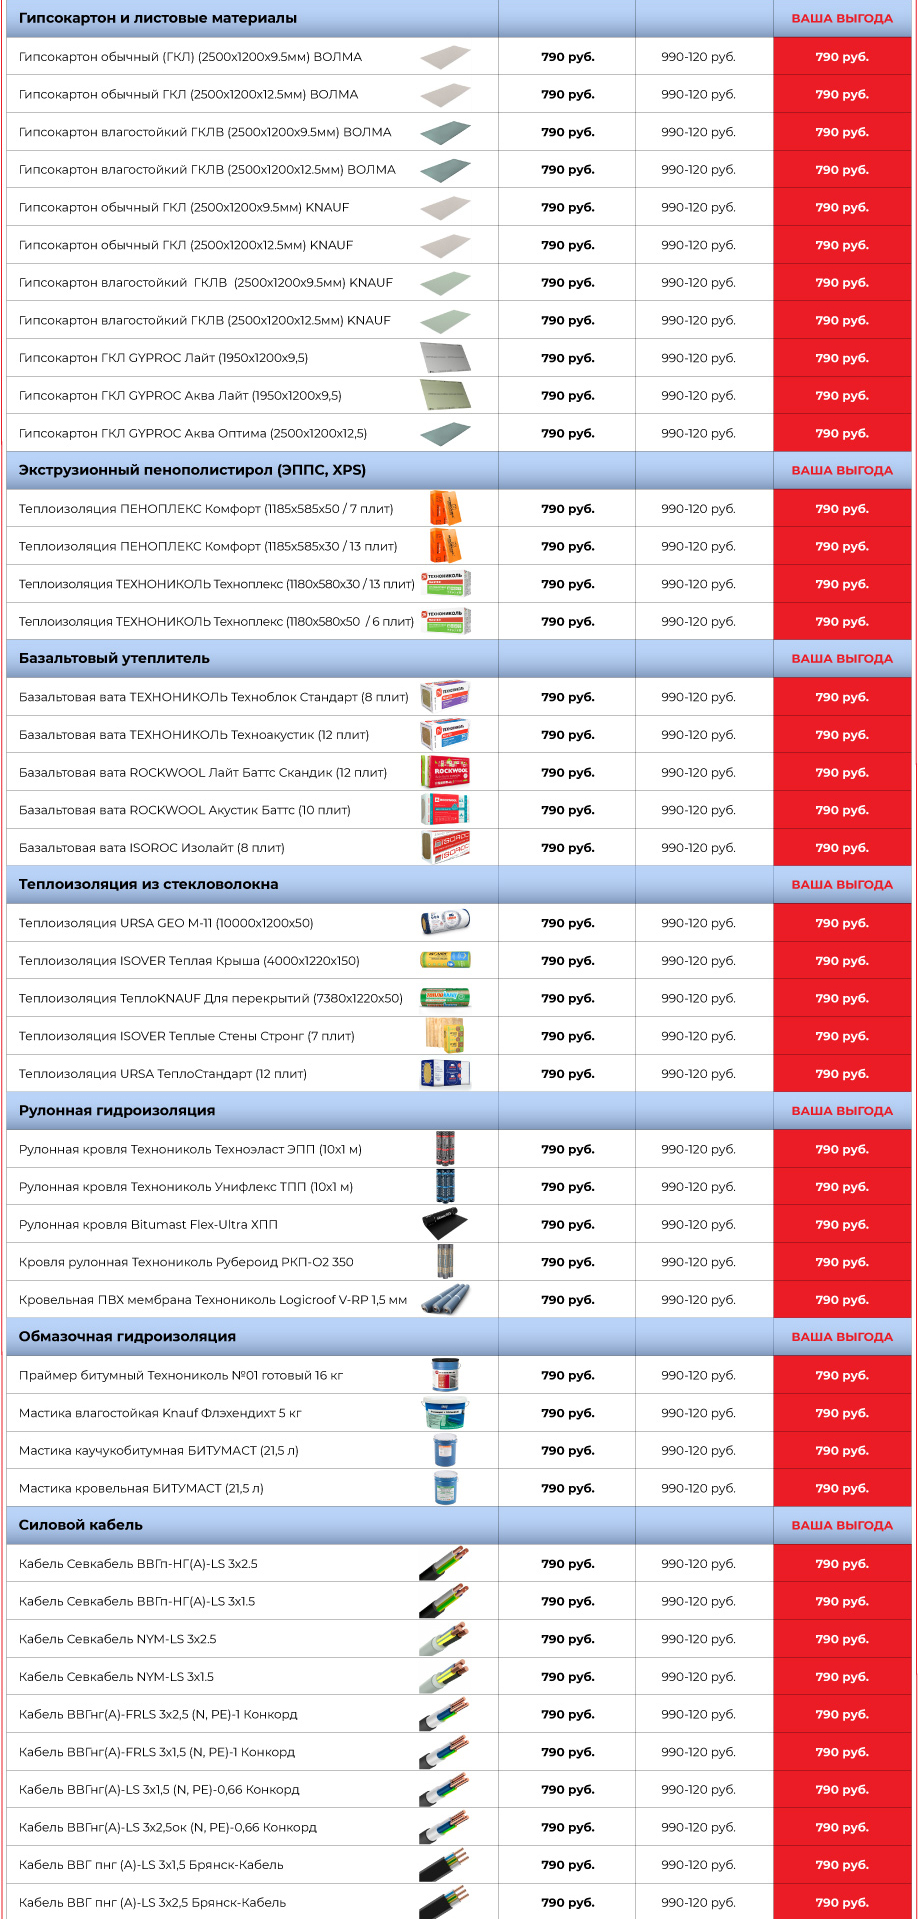 Гипсокартон и листовые материалы ВАША ВЫГОДА
Гипсокартон обычный (ГКЛ) (2500х1200х9.5мм) ВОЛМА 790 руб. 990-120 руб. 790 руб.
Гипсокартон обычный ГКЛ (2500х1200х12.5мм) ВОЛМА 790 руб. 990-120 руб. 790 руб.
Гипсокартон влагостойкий ГКЛВ (2500х1200х9.5мм) ВОЛМА 790 руб. 990-120 руб. 790 руб.
Гипсокартон влагостойкий ГКЛВ (2500х1200х12.5мм) ВОЛМА 790 руб. 990-120 руб. 790 руб.
Гипсокартон обычный ГКЛ (2500х1200х9.5мм) KNAUF 790 руб. 990-120 руб. 790 руб.
Гипсокартон обычный ГКЛ (2500х1200х12.5мм) KNAUF 790 руб. 990-120 руб. 790 руб.
Гипсокартон влагостойкий ГКЛВ (2500х1200х9.5мм) KNAUF 790 руб. 990-120 руб. 790 руб.
Гипсокартон влагостойкий ГКЛВ (2500х1200х12.5мм) KNAUF 790 руб. 990-120 руб. 790 руб.
Гипсокартон ГКЛ GYPROC Лайт (1950х1200х9,5) 790 руб. 990-120 руб. 790 руб.
Гипсокартон ГКЛ GYPROC Аква Лайт (1950х1200х9,5) 790 руб. 990-120 руб. 790 руб.
Гипсокартон ГКЛ GYPROC Аква Оптима (2500х1200х12,5) 790 руб. 990-120 руб. 790 руб.
Экструзионный пенополистирол (ЭППС, XPS) ВАША ВЫГОДА
Теплоизоляция ПЕНОПЛЕКС Комфорт (1185х585х50 / 7 плит) 790 руб. 990-120 руб. 790 руб.
Теплоизоляция ПЕНОПЛЕКС Комфорт (1185х585х30 / 13 плит) 790 руб. 990-120 руб. 790 руб.
Теплоизоляция ТЕХНОНИКОЛЬ Техноплекс (1180х580х30 / 13 плит) ТЕХНОНИКОЛЬ 790 руб. 990-120 руб. 790 руб.
Теплоизоляция ТЕХНОНИКОЛЬ Техноплекс (1180х580х50 / 6 плит) ТЕХНОНИКОЛЬ 790 руб. 990-120 руб. 790 руб.
Базальтовый утеплитель ВАША ВЫГОДА
Базальтовая вата ТЕХНОНИКОЛЬ Техноблок Стандарт (8 плит) ТЕХНОНИКОЛЬ 790 руб. 990-120 руб. 790 руб.
Базальтовая вата ТЕХНОНИКОЛЬ Техноакустик (12 плит) ТЕХНОНИКОЛЬ 790 руб. 990-120 руб. 790 руб.
Базальтовая вата ROCKWOOL Лайт Баттс Скандик (12 плит) ROCKWOOL 790 руб. 990-120 руб. 790 руб.
Базальтовая вата ROCKWOOL Акустик Баттс (10 плит) ROCKWOOL 790 руб. 990-120 руб. 790 руб.
Базальтовая вата ISOROC Изолайт (8 плит) ISOROC 790 руб. 990-120 руб. 790 руб.
Теплоизоляция из стекловолокна ВАША ВЫГОДА
Теплоизоляция URSA GEO М-11 (10000х1200х50) 790 руб. 990-120 руб. 790 руб.
Теплоизоляция ISOVER Теплая Крыша (4000х1220х150) 790 руб. 990-120 руб. 790 руб.
Теплоизоляция ТеплоKNAUF Для перекрытий (7380х1220х50) 790 руб. 990-120 руб. 790 руб.
Теплоизоляция ISOVER Теплые Стены Стронг (7 плит) 790 руб. 990-120 руб. 790 руб.
Теплоизоляция URSA ТеплоСтандарт (12 плит) 790 руб. 990-120 руб. 790 руб.
Рулонная гидроизоляция ВАША ВЫГОДА
Рулонная кровля Технониколь Техноэласт ЭПП (10х1 м) 790 руб. 990-120 руб. 790 руб.
Рулонная кровля Технониколь Унифлекс ТПП (10х1 м) 790 руб. 990-120 руб. 790 руб.
Рулонная кровля Bitumast Flex-Ultra ХПП 790 руб. 990-120 руб. 790 руб.
Кровля рулонная Технониколь Рубероид РКП-О2 350 790 руб. 990-120 руб. 790 руб.
Кровельная ПВХ мембрана Технониколь Logicroof V-RP 1,5 мм 790 руб. 990-120 руб. 790 руб.
Обмазочная гидроизоляция ВАША ВЫГОДА
Праймер битумный Технониколь №01 готовый 16 кг 790 руб. 990-120 руб. 790 руб.
Мастика влагостойкая Knauf Флэхендихт 5 кг 790 руб. 990-120 руб. 790 руб.
Мастика каучукобитумная БИТУМАСТ (21,5 л) 790 руб. 990-120 руб. 790 руб.
Мастика кровельная БИТУМАСТ (21,5 л) 790 руб. 990-120 руб. 790 руб.
Силовой кабель ВАША ВЫГОДА
Кабель Севкабель ВВГп-НГ(А)-LS 3х2.5 790 руб. 990-120 руб. 790 руб.
Кабель Севкабель ВВГп-НГ(А)-LS 3х1.5 790 руб. 990-120 руб. 790 руб.
Кабель Севкабель NYM-LS 3х2.5 790 руб. 990-120 руб. 790 руб.
Кабель Севкабель NYM-LS 3х1.5 790 руб. 990-120 руб. 790 руб.
Кабель ВВГнг(А)-FRLS 3х2,5 (N, PE)-1 Конкорд 790 руб. 990-120 руб. 790 руб.
Кабель ВВГнг(А)-FRLS 3х1,5 (N, PE)-1 Конкорд 790 руб. 990-120 руб. 790 руб.
Кабель ВВГнг(А)-LS 3х1,5 (N, PE)-0,66 Конкорд 790 руб. 990-120 руб. 790 руб.
Кабель ВВГнг(А)-LS 3х2,5ок (N, PE)-0,66 Конкорд 790 руб. 990-120 руб. 790 руб.
Кабель ВВГ пнг (А)-LS 3х1,5 Брянск-Кабель 790 руб. 990-120 руб. 790 руб.
Кабель ВВГ пнг (А)-LS 3х2,5 Брянск-Кабель 790 руб. 990-120 руб. 790 руб.